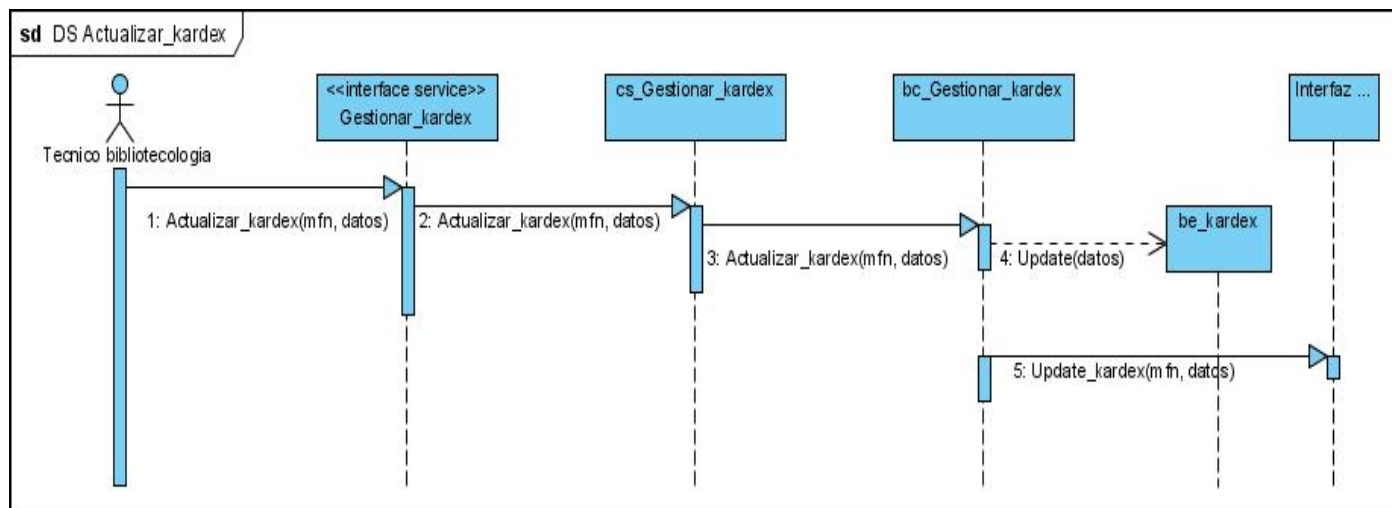 sd DS Actualizar_kardex
<<interface service>>
Gestionar_kardex
cs_Gestionar_kardex
bc_Gestionar_kardex
Interfaz ...
Tecnico bibliotecologia
1: Actualizar_kardex(mfn, datos)
2: Actualizar_kardex(mfn, datos)
be_kardex
3: Actualizar_kardex(mfn, datos)
4: Update(datos)
5: Update_kardex(mfn, datos)